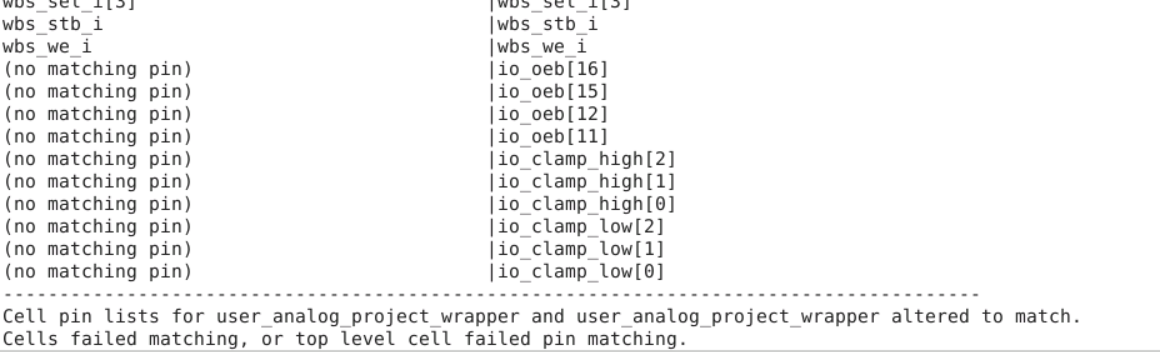 wbs_sel_i[3] |wbs_sel_i[3]
wbs_stb_i |wbs_stb_i
wbs_we_i |wbs_we_i
(no matching pin) |io_oeb[16]
(no matching pin) |io_oeb[15]
(no matching pin) |io_oeb[12]
(no matching pin) |io_oeb[11]
(no matching pin) |io_clamp_high[2]
(no matching pin) |io_clamp_high[1]
(no matching pin) |io_clamp_high[0]
(no matching pin) |io_clamp_low[2]
(no matching pin) |io_clamp_low[1]
(no matching pin) |io_clamp_low[0]
---------------------------------------------------------------------------------------
Cell pin lists for user_analog_project_wrapper and user_analog_project_wrapper altered to match.
Cells failed matching, or top level cell failed pin matching.